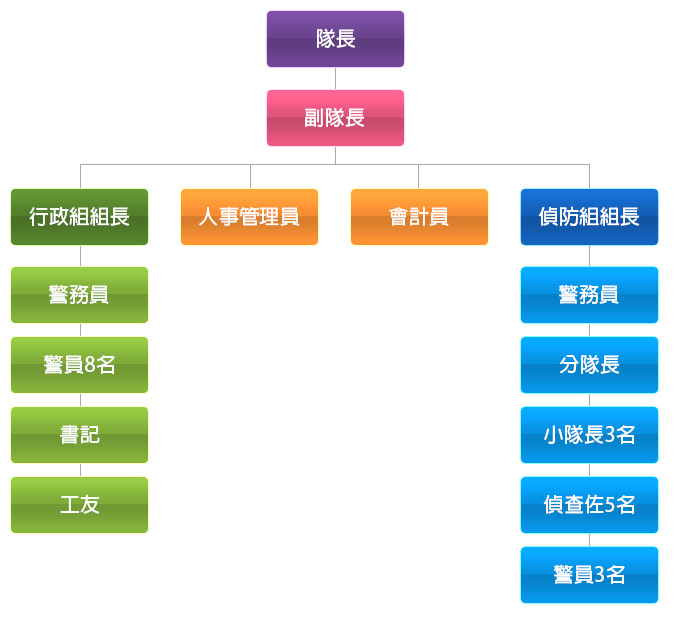 隊長
副隊長
行政組組長
人事管理員
會計員
偵防組組長
警務員
警員8名
書記
工友
警務員
分隊長
小隊長3名
偵查佐5名
警員3名